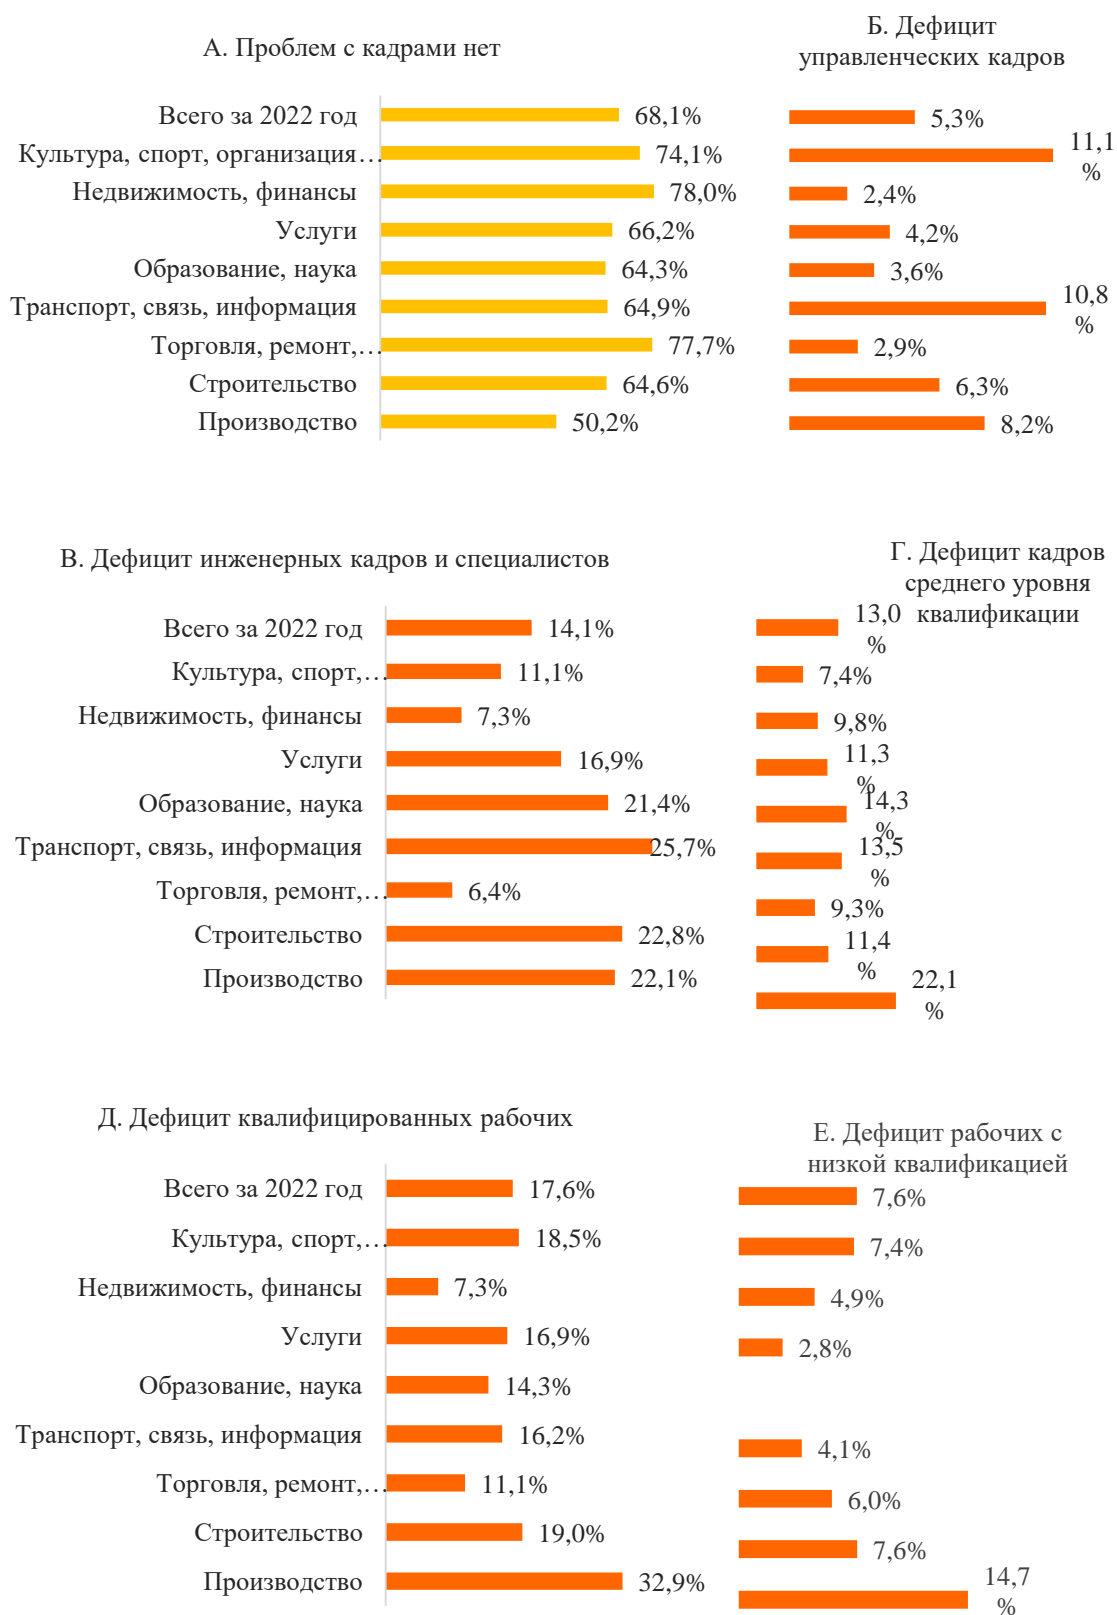 А. Проблем с кадрами нет
Всего за 2022 год 68,1%
Культура, спорт, организация… 74,1%
Недвижимость, финансы 78,0%
Услуги 66,2%
Образование, наука 64,3%
Транспорт, связь, информация 64,9%
Торговля, ремонт,… 77,7%
Строительство 64,6%
Производство 50,2%
Б. Дефицит
управленческих кадров
5,3%
11,1
%
2,4%
4,2%
3,6%
10,8
%
2,9%
6,3%
8,2%
В. Дефицит инженерных кадров и специалистов
Всего за 2022 год 14,1%
Культура, спорт,… 11,1%
Недвижимость, финансы 7,3%
Услуги 16,9%
Образование, наука 21,4%
Транспорт, связь, информация 25,7%
Торговля, ремонт,… 6,4%
Строительство 22,8%
Производство 22,1%
Г. Дефицит кадров
среднего уровня
квалификации
13,0
%
7,4%
9,8%
11,3
%
14,3
%
13,5
%
9,3%
11,4
%
22,1
%
Д. Дефицит квалифицированных рабочих
Всего за 2022 год 17,6%
Культура, спорт,… 18,5%
Недвижимость, финансы 7,3%
Услуги 16,9%
Образование, наука 14,3%
Транспорт, связь, информация 16,2%
Торговля, ремонт,… 11,1%
Строительство 19,0%
Производство 32,9%
Е. Дефицит рабочих с
низкой квалификацией
7,6%
7,4%
4,9%
2,8%
4,1%
6,0%
7,6%
14,7
%